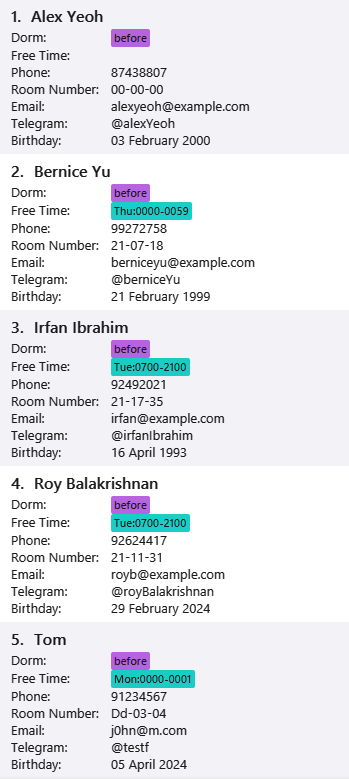 1. Alex Yeoh
Dorm: before
Free Time:
Phone: 87438807
Room Number: 00-00-00
Email: alexyeoh@example.com
Telegram: @alexYeoh
Birthday: 03 February 2000
2. Bernice Yu
Dorm: before
Free Time: Thu:0000-0059
Phone: 99272758
Room Number: 21-07-18
Email: berniceyu@example.com
Telegram: @berniceYu
Birthday: 21 February 1999
3. Irfan Ibrahim
Dorm: before
Free Time: Tue:0700-2100
Phone: 92492021
Room Number: 21-17-35
Email: irfan@example.com
Telegram: @irfanIbrahim
Birthday: 16 April 1993
4. Roy Balakrishnan
Dorm: before
Free Time: Tue:0700-2100
Phone: 92624417
Room Number: 21-11-31
Email: royb@example.com
Telegram: @royBalakrishnan
Birthday: 29 February 2024
5. Tom
Dorm: before
Free Time: Mon:0000-0001
Phone: 91234567
Room Number: Dd-03-04
Email: j0hn@m.com
Telegram: @testf
Birthday: 05 April 2024